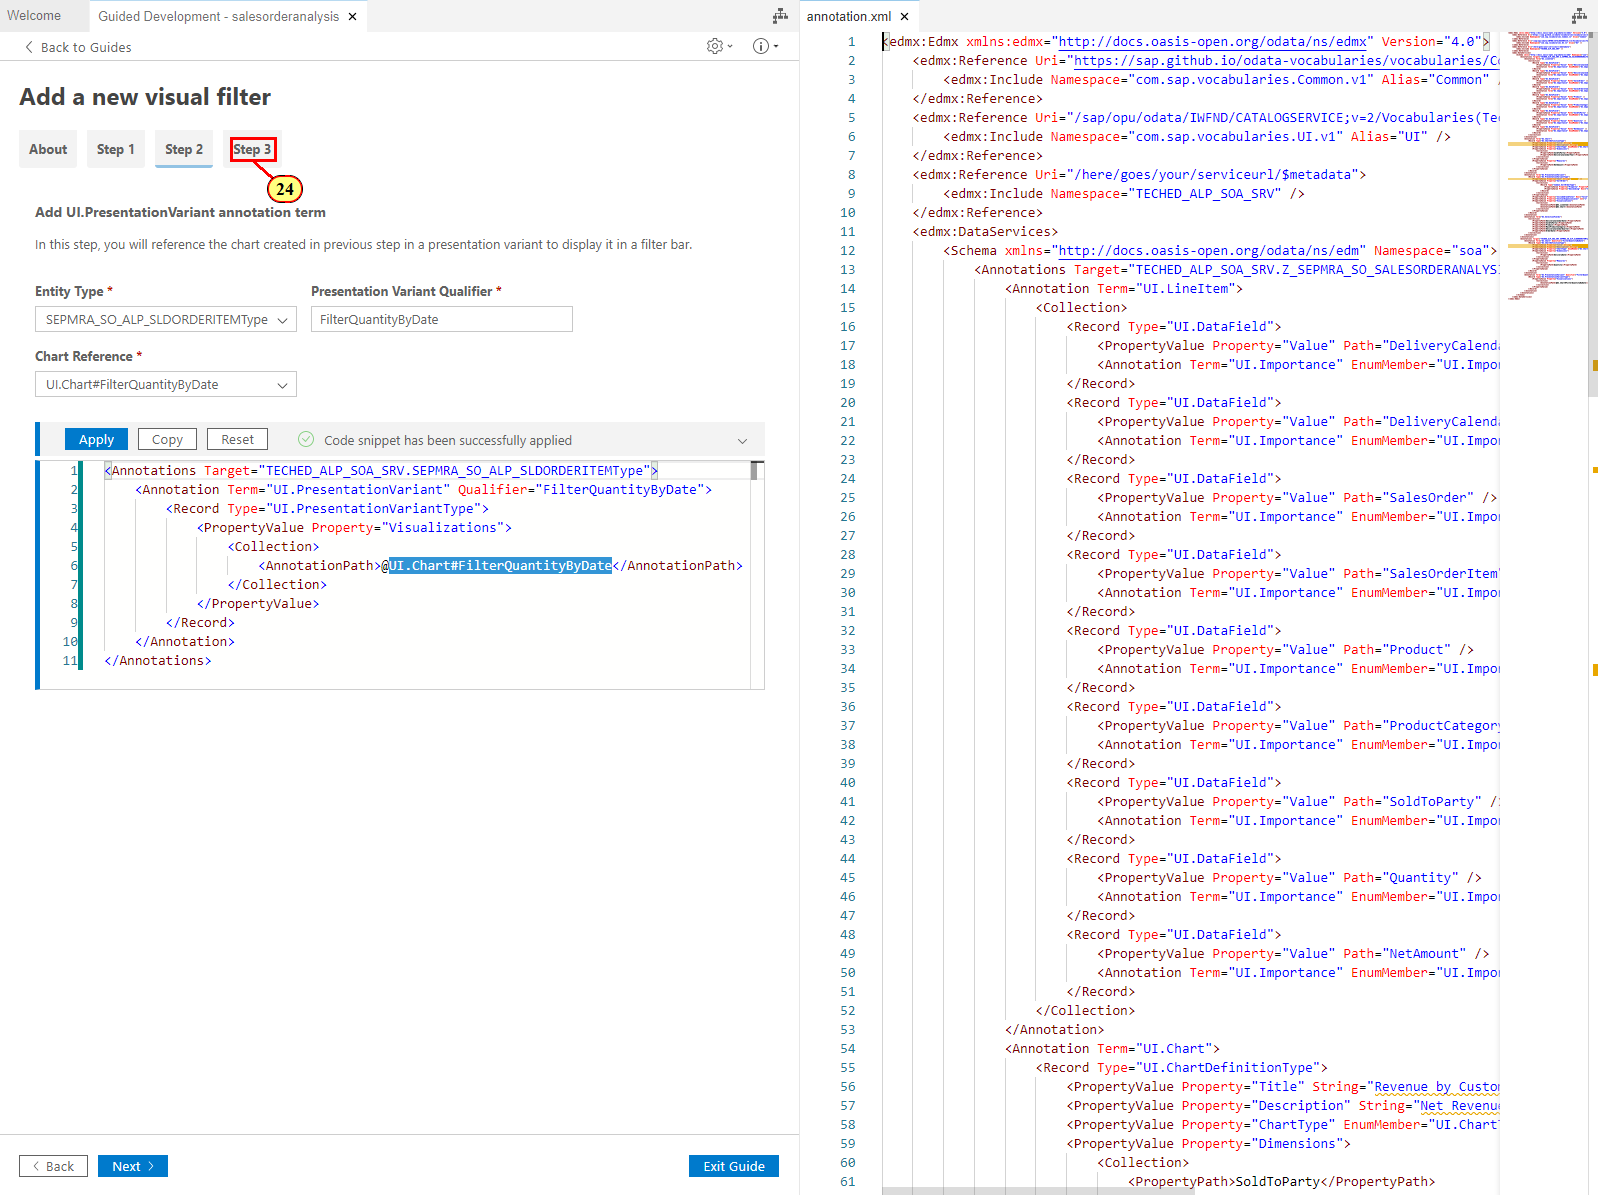 Welcome
Guided Development - salesorderanalysis ×
Back to Guides
Add a new visual filter
About
Step 1
Step 2
Step 3
24
Add UI.PresentationVariant annotation term
In this step, you will reference the chart created in previous step in a presentation variant to display it in a filter bar.
Entity Type *
Presentation Variant Qualifier *
SEPMRA_SO_ALP_SLDORDERITEMType
FilterQuantityByDate
Chart Reference *
UI.Chart#FilterQuantityByDate
Apply Copy Reset Code snippet has been successfully applied
1 <Annotations Target="TECHED_ALP_SOA_SRV.SEPMRA_SO_ALP_SLDORDERITEMType">
2 <Annotation Term="UI.PresentationVariant" Qualifier="FilterQuantityByDate">
3 <Record Type="UI.PresentationVariantType">
4 <PropertyValue Property="Visualizations">
5 <Collection>
6 <AnnotationPath>@UI.Chart#FilterQuantityByDate</AnnotationPath>
7 </Collection>
8 </PropertyValue>
9 </Record>
10 </Annotation>
11 </Annotations>
Back Next Exit Guide
annotation.xml ×
1 <edmx:Edmx xmlns:edmx="http://docs.oasis-open.org/odata/ns/edmx" Version="4.0">
2 <edmx:Reference Uri="https://sap.github.io/odata-vocabularies/vocabularies/Co
3 <edmx:Include Namespace="com.sap.vocabularies.Common.v1" Alias="Common" /
4 </edmx:Reference>
5 <edmx:Reference Uri="/sap/opu/odata/IWFND/CATALOGSERVICE;v=2/Vocabularies(Tec
6 <edmx:Include Namespace="com.sap.vocabularies.UI.v1" Alias="UI" />
7 </edmx:Reference>
8 <edmx:Reference Uri="/here/goes/your/serviceurl/$metadata">
9 <edmx:Include Namespace="TECHED_ALP_SOA_SRV" />
10 </edmx:Reference>
11 <edmx:DataServices>
12 <Schema xmlns="http://docs.oasis-open.org/odata/ns/edm" Namespace="soa">
13 <Annotations Target="TECHED_ALP_SOA_SRV.Z_SEPMRA_SO_SALESORDERANALYSI
14 <Annotation Term="UI.LineItem">
15 <Collection>
16 <Record Type="UI.DataField">
17 <PropertyValue Property="Value" Path="DeliveryCalenda
18 <Annotation Term="UI.Importance" EnumMember="UI.Impor
19 </Record>
20 <Record Type="UI.DataField">
21 <PropertyValue Property="Value" Path="DeliveryCalenda
22 <Annotation Term="UI.Importance" EnumMember="UI.Impor
23 </Record>
24 <Record Type="UI.DataField">
25 <PropertyValue Property="Value" Path="SalesOrder" />
26 <Annotation Term="UI.Importance" EnumMember="UI.Impor
27 </Record>
28 <Record Type="UI.DataField">
29 <PropertyValue Property="Value" Path="SalesOrderItem"
30 <Annotation Term="UI.Importance" EnumMember="UI.Impor
31 </Record>
32 <Record Type="UI.DataField">
33 <PropertyValue Property="Value" Path="Product" />
34 <Annotation Term="UI.Importance" EnumMember="UI.Impor
35 </Record>
36 <Record Type="UI.DataField">
37 <PropertyValue Property="Value" Path="ProductCategory
38 <Annotation Term="UI.Importance" EnumMember="UI.Impor
39 </Record>
40 <Record Type="UI.DataField">
41 <PropertyValue Property="Value" Path="SoldToParty" /
42 <Annotation Term="UI.Importance" EnumMember="UI.Impor
43 </Record>
44 <Record Type="UI.DataField">
45 <PropertyValue Property="Value" Path="Quantity" />
46 <Annotation Term="UI.Importance" EnumMember="UI.Impor
47 </Record>
48 <Record Type="UI.DataField">
49 <PropertyValue Property="Value" Path="NetAmount" />
50 <Annotation Term="UI.Importance" EnumMember="UI.Impor
51 </Record>
52 </Collection>
53 </Annotation>
54 <Annotation Term="UI.Chart">
55 <Record Type="UI.ChartDefinitionType">
56 <PropertyValue Property="Title" String="Revenue by Custom
57 <PropertyValue Property="Description" String="Net Revenue
58 <PropertyValue Property="ChartType" EnumMember="UI.ChartT
59 <PropertyValue Property="Dimensions">
60 <Collection>
61 <PropertyPath>SoldToParty</PropertyPath>